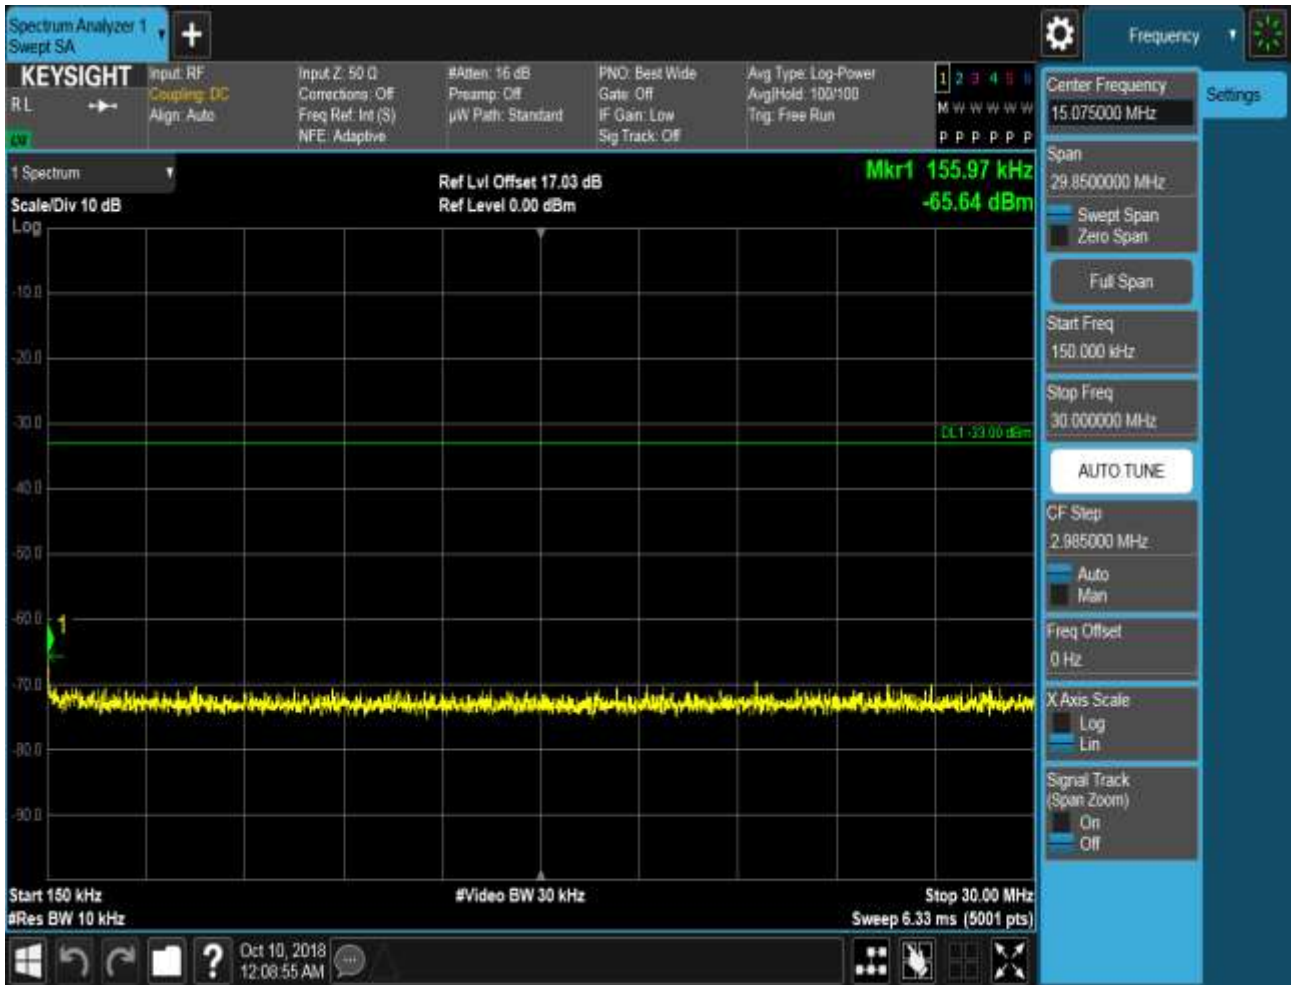 Spectrum Analyzer 1
Swept SA
Frequency
KEYSIGHT
RL
Input: RF
Coupling: DC
Align: Auto
Input Z: 50 Ω
Corrections: Off
Freq Ref: Int (S)
NFE: Adaptive
#Atten: 16 dB
Preamp: Off
µW Path: Standard
PNO: Best Wide
Gate: Off
IF Gain: Low
Sig Track: Off
Avg Type: Log-Power
Avg|Hold: 100/100
Trig: Free Run
1 2 3 4 5 6
M W W W W W
P P P P P P
1 Spectrum
Scale/Div 10 dB
Log
Ref Lvl Offset 17.03 dB
Ref Level 0.00 dBm
Mkr1 155.97 kHz
-65.64 dBm
-10.0
-20.0
-30.0
DL1 -33.00 dBm
-40.0
-50.0
-60.0
1
-70.0
-80.0
-90.0
Start 150 kHz
#Res BW 10 kHz
#Video BW 30 kHz
Stop 30.00 MHz
Sweep 6.33 ms (5001 pts)
Center Frequency
15.075000 MHz
Settings
Span
29.8500000 MHz
Swept Span
Zero Span
Full Span
Start Freq
150.000 kHz
Stop Freq
30.000000 MHz
AUTO TUNE
CF Step
2.985000 MHz
Auto
Man
Freq Offset
0 Hz
X Axis Scale
Log
Lin
Signal Track
(Span Zoom)
On
Off
?
Oct 10, 2018
12:08:55 AM